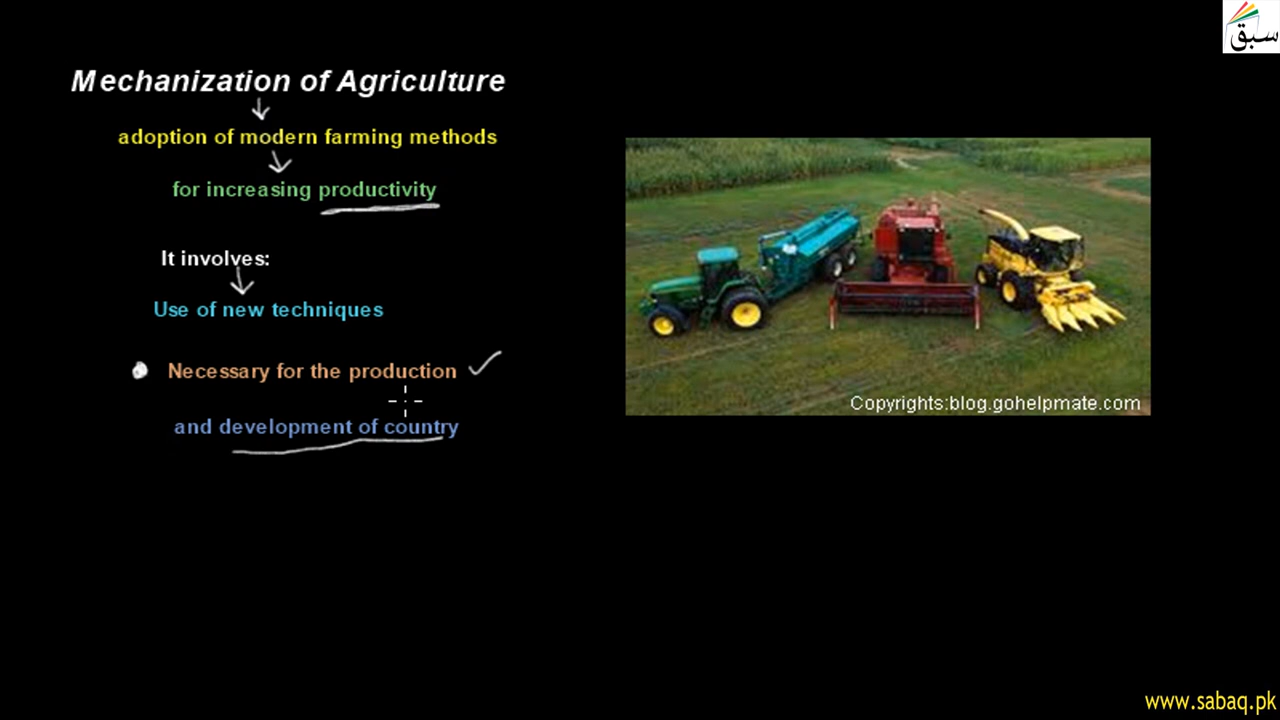 سبق
Mechanization of Agriculture
adoption of modern farming methods
for increasing productivity
It involves:
Use of new techniques
Necessary for the production
and development of country
Copyrights:blog.gohelpmate.com
www.sabaq.pk